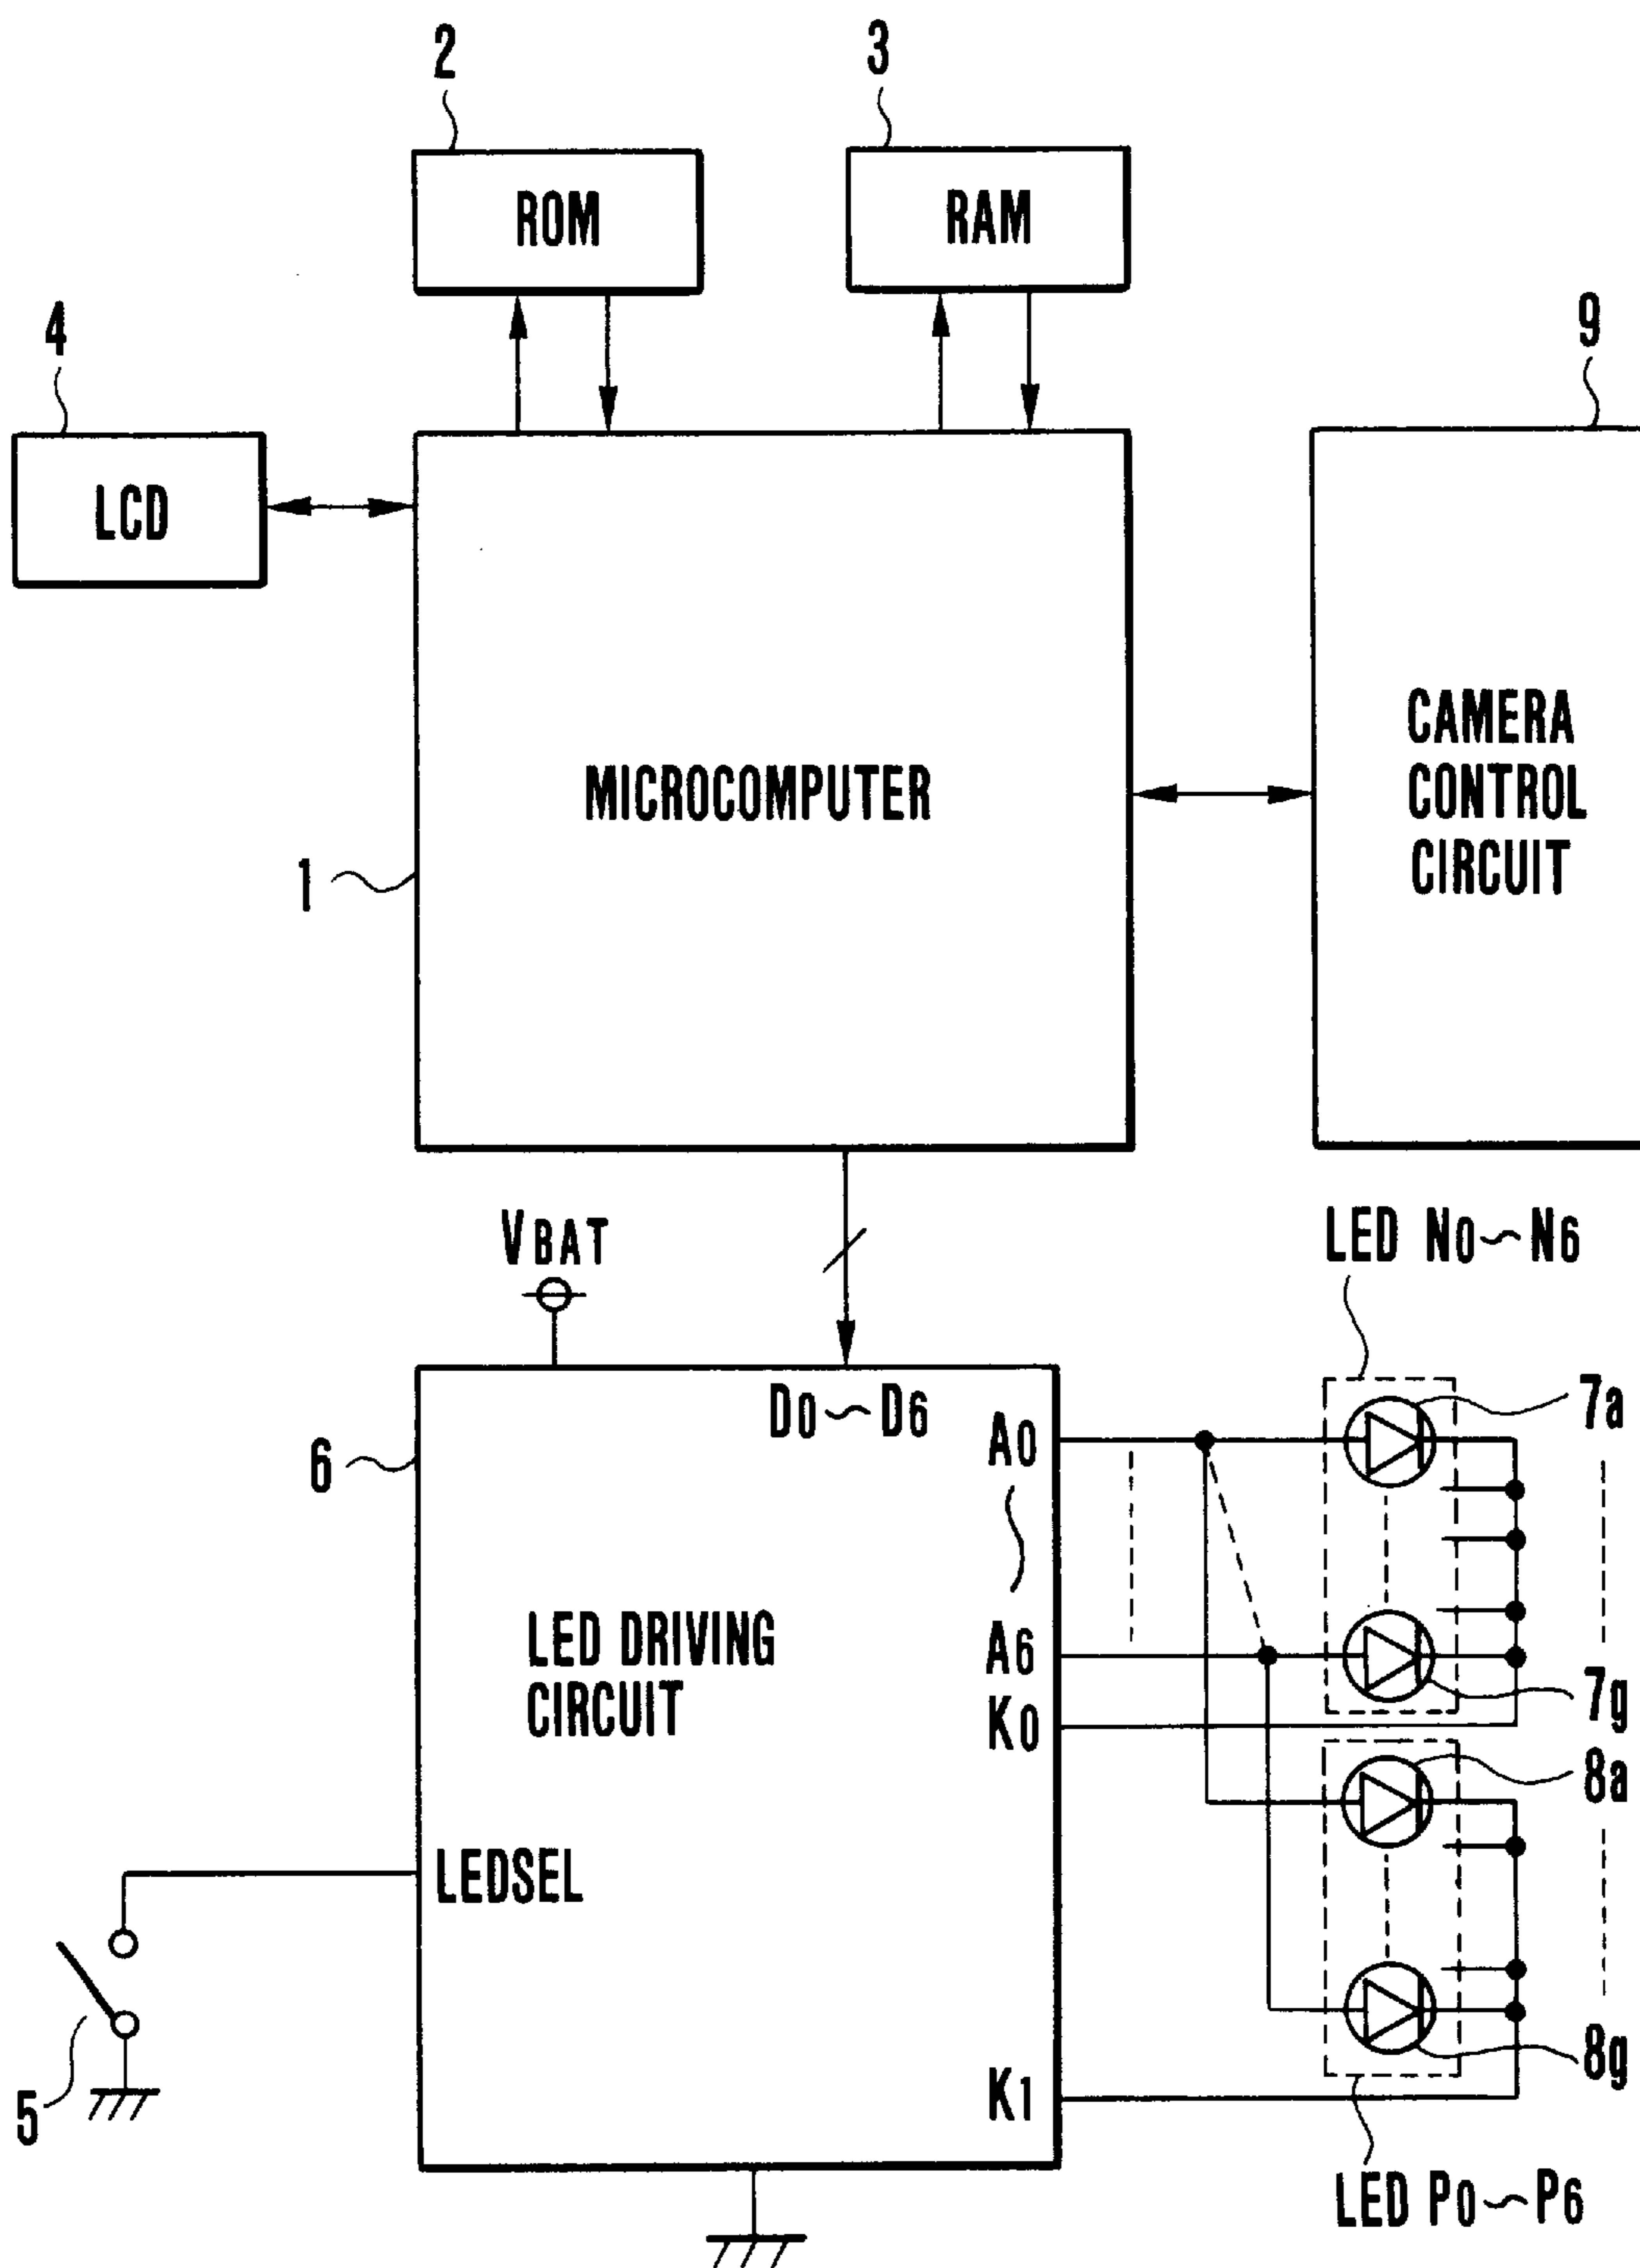 2
3
ROM
RAM
4
9
LCD
MICROCOMPUTER
CAMERA
CONTROL
CIRCUIT
1
VBAT
LED N0~N6
D0~D6
7a
6
A0
LED DRIVING
CIRCUIT
A6
7g
K0
8a
LEDSEL
8g
5
K1
LED P0~P6